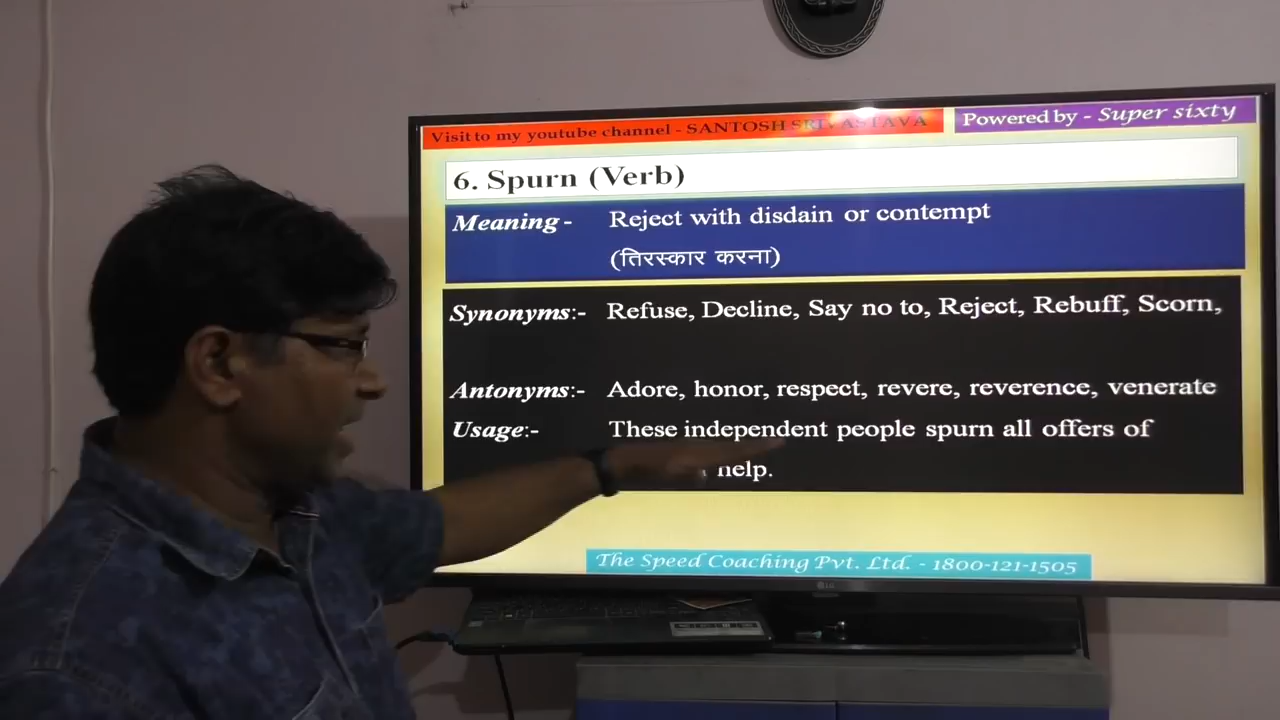 Visit to my youtube channel - SANTOSH SRIVASTAVA
Powered by - Super sixty
6. Spurn (Verb)
Meaning - Reject with disdain or contempt
(तिरस्कार करना)
Synonyms:- Refuse, Decline, Say no to, Reject, Rebuff, Scorn,
Antonyms:- Adore, honor, respect, revere, reverence, venerate
Usage:- These independent people spurn all offers of
help.
The Speed Coaching Pvt. Ltd. - 1800-121-1505
LG